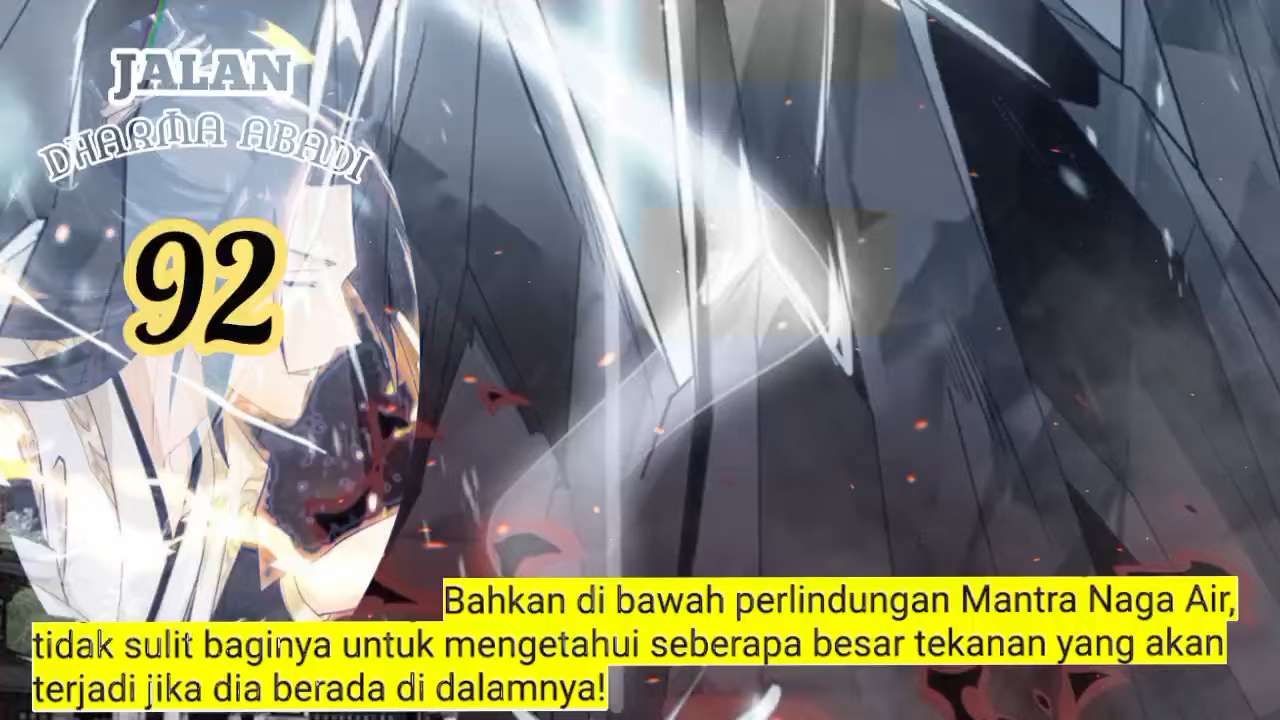 JALAN
DHARMA ABADI
92
Bahkan di bawah perlindungan Mantra Naga Air,
tidak sulit baginya untuk mengetahui seberapa besar tekanan yang akan
terjadi jika dia berada di dalamnya!